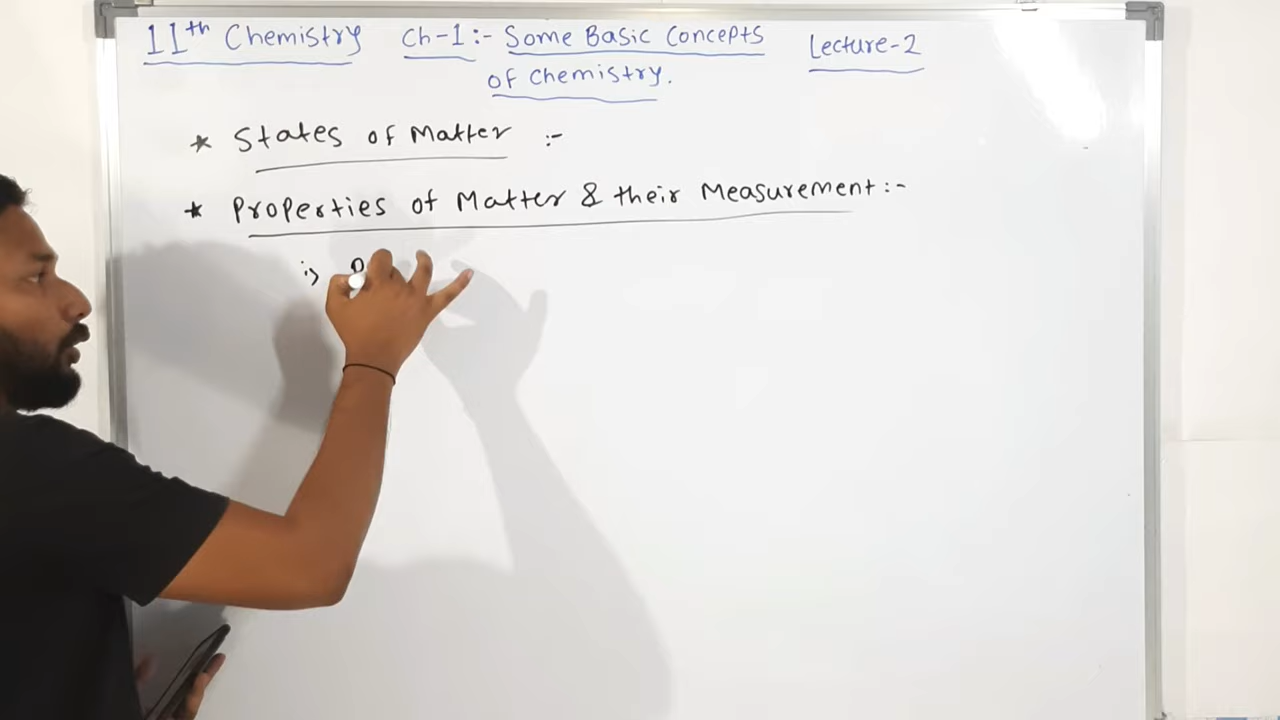 11th Chemistry Ch-1:- Some Basic Concepts Lecture-2
of Chemistry.
* States of Matter :-
* Properties of Matter & their Measurement:-
i)